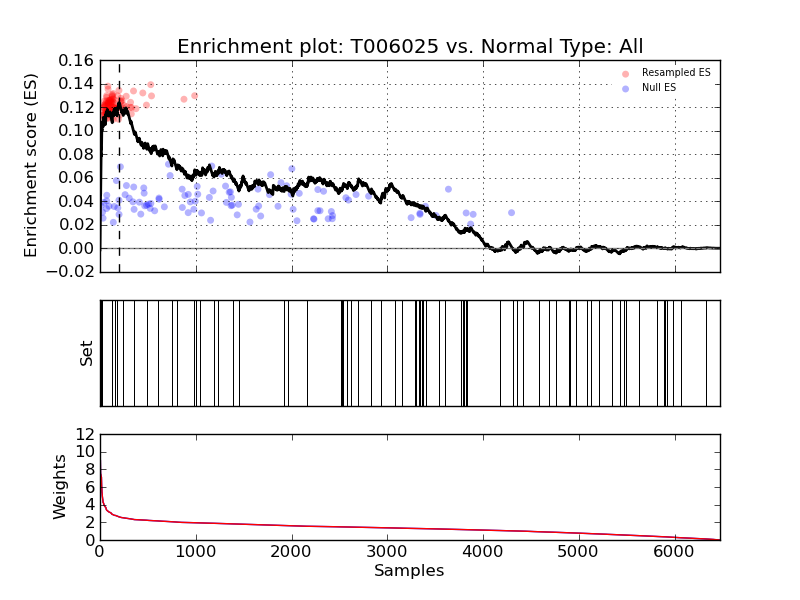 Enrichment plot: T006025 vs. Normal Type: All
Enrichment score (ES)
0.16
0.14
0.12
0.10
0.08
0.06
0.04
0.02
0.00
−0.02
Resampled ES
Null ES
Set
Weights
12
10
8
6
4
2
0
0 1000 2000 3000 4000 5000 6000
Samples